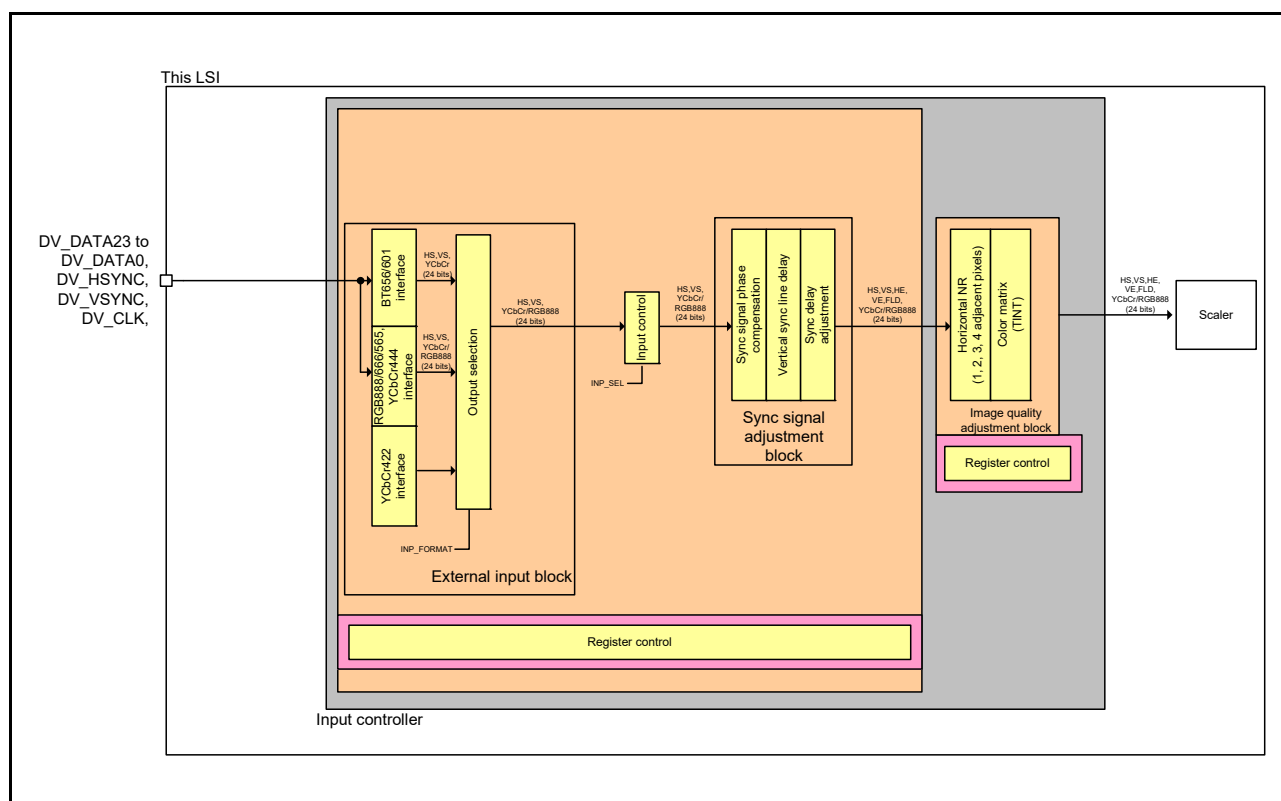 This LSI
DV_DATA23 to
DV_DATA0,
DV_HSYNC,
DV_VSYNC,
DV_CLK,
BT656/601
interface
HS,VS,
YCbCr
(24 bits)
RGB888/666/565,
YCbCr444
interface
HS,VS,
YCbCr/
RGB888
(24 bits)
YCbCr422
interface
Output selection
INP_FORMAT
External input block
HS,VS,
YCbCr/RGB888
(24 bits)
Input control
INP_SEL
HS,VS,
YCbCr/
RGB888
(24 bits)
Sync signal phase
compensation
Vertical sync line delay
Sync delay
adjustment
Sync signal
adjustment
block
HS,VS,HE,
VE,FLD,
YCbCr/RGB888
(24 bits)
Horizontal NR
(1, 2, 3, 4 adjacent pixels)
Color matrix
(TINT)
Image quality
adjustment block
Register control
HS,VS,HE,
VE,FLD,
YCbCr/RGB888
(24 bits)
Scaler
Register control
Input controller